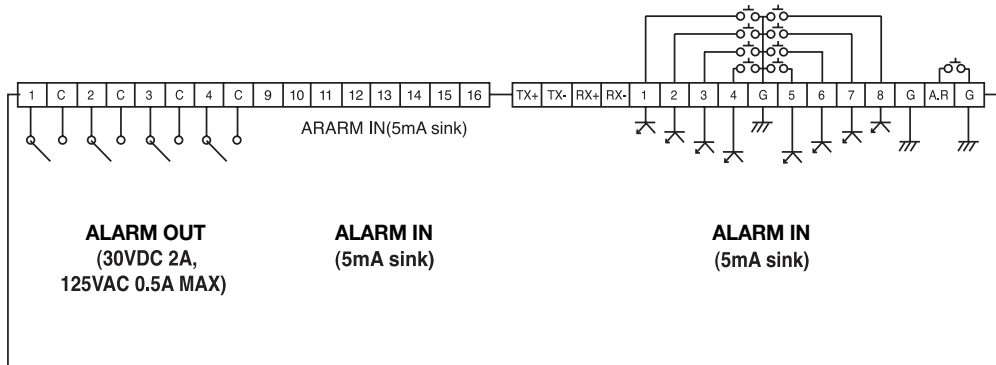 1 C 2 C 3 C 4 C 9 10 11 12 13 14 15 16 TX+ TX- RX+ RX- 1 2 3 4 G 5 6 7 8 G A.R G
ARARM IN(5mA sink)
ALARM OUT
(30VDC 2A,
125VAC 0.5A MAX)
ALARM IN
(5mA sink)
ALARM IN
(5mA sink)